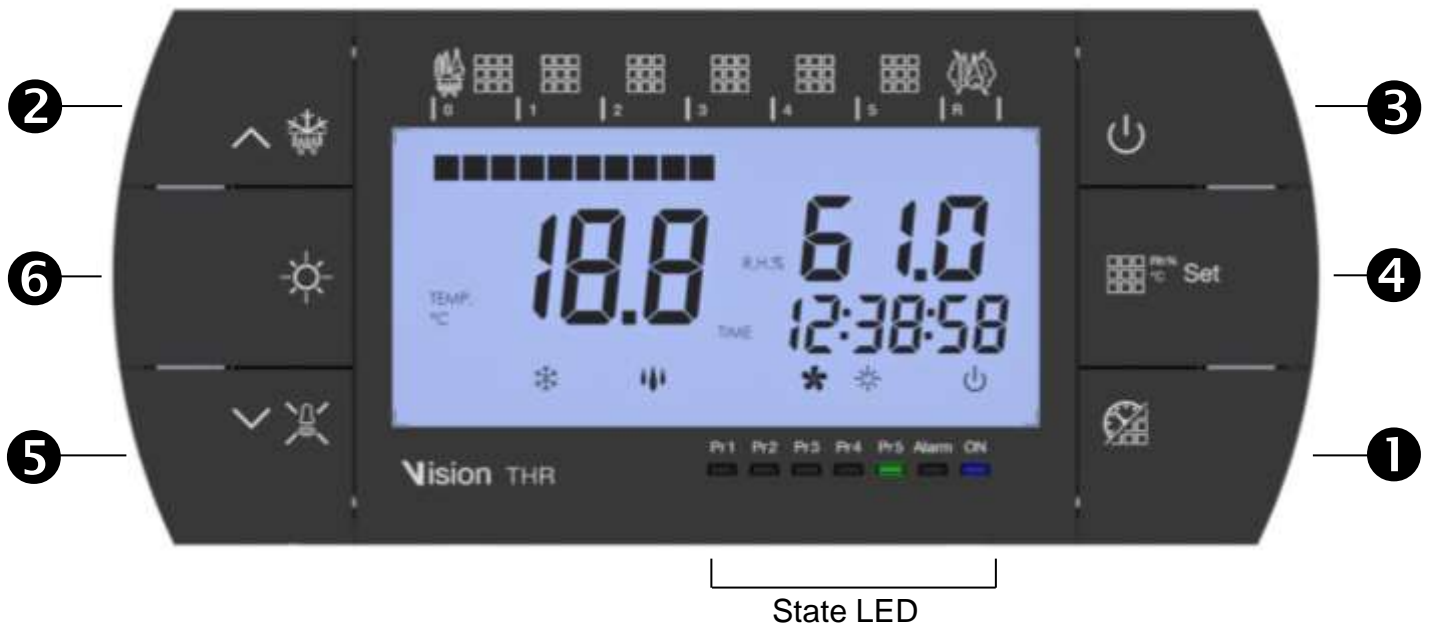 0 1 2 3 4 5 R
2
3
18.8
R.H.% 61.0
6
4
Rh%
°C Set
TEMP.
°C
TIME 12:38:58
5
1
Pr1 Pr2 Pr3 Pr4 Pr5 Alarm ON
Vision THR
State LED